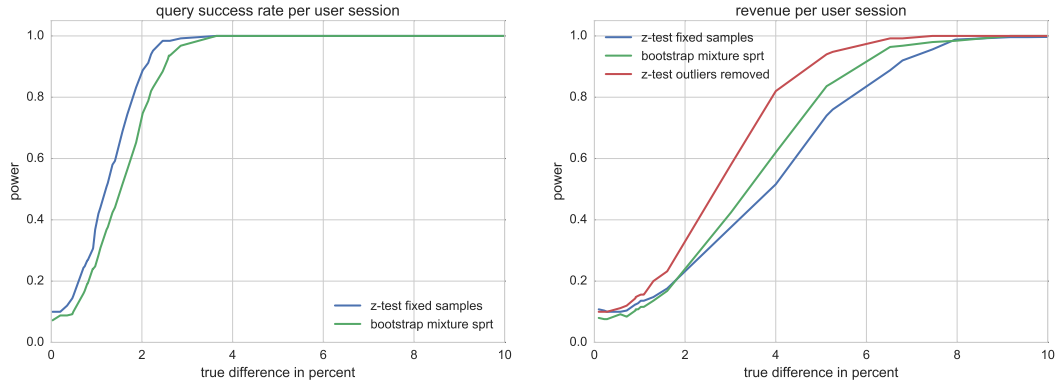 query success rate per user session
1.0
0.8
0.6
0.4
0.2
0.0
power
0 2 4 6 8 10
true difference in percent
z-test fixed samples
bootstrap mixture sprt
revenue per user session
1.0
0.8
0.6
0.4
0.2
0.0
power
0 2 4 6 8 10
true difference in percent
z-test fixed samples
bootstrap mixture sprt
z-test outliers removed